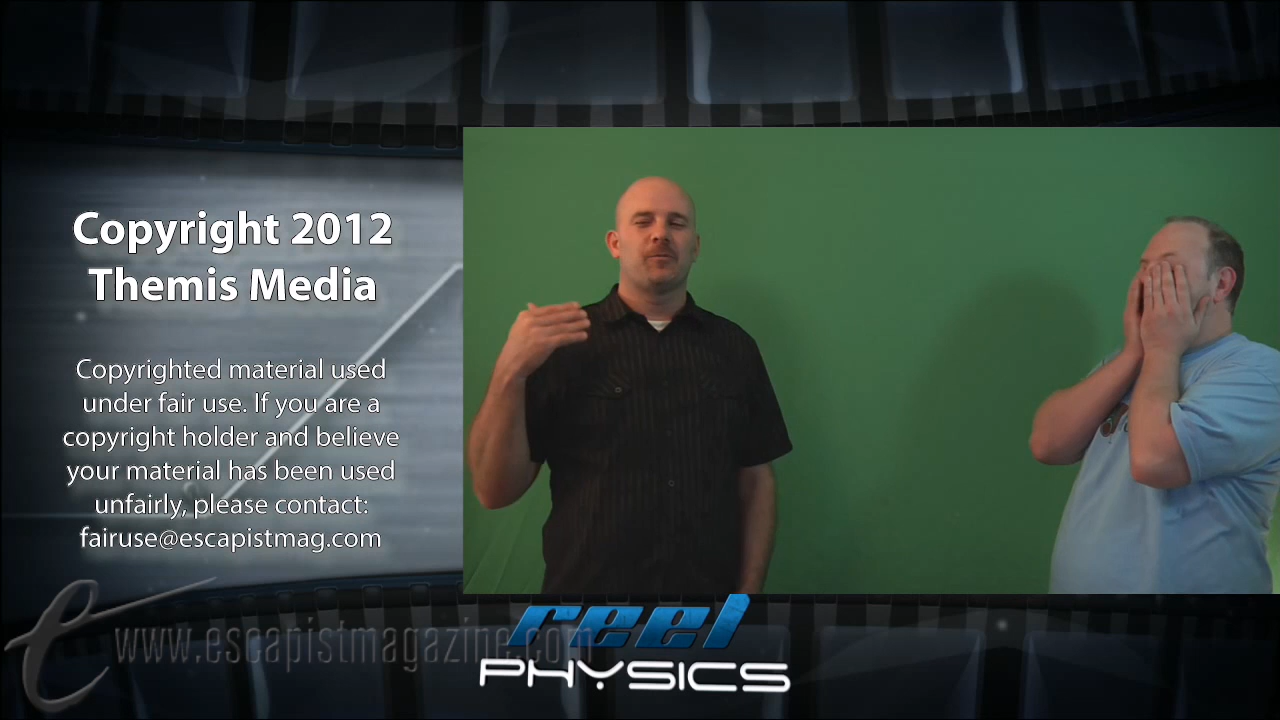 Copyright 2012
Themis Media
Copyrighted material used
under fair use. If you are a
copyright holder and believe
your material has been used
unfairly, please contact:
fairuse@escapistmag.com
e www.escapistmagazine.com
reel
PHYSICS